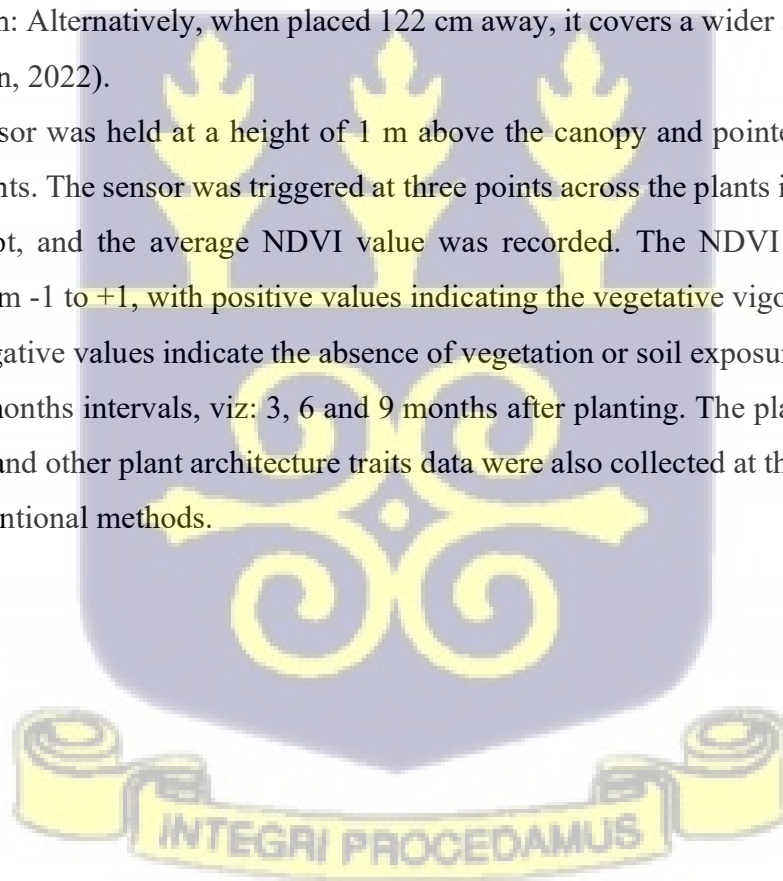 n: Alternatively, when placed 122 cm away, it covers a wider
n, 2022).
sor was held at a height of 1 m above the canopy and pointe
nts. The sensor was triggered at three points across the plants i
ot, and the average NDVI value was recorded. The NDVI
m -1 to +1, with positive values indicating the vegetative vigo
gative values indicate the absence of vegetation or soil exposu
nonths intervals, viz: 3, 6 and 9 months after planting. The pla
and other plant architecture traits data were also collected at th
ntional methods.
INTEGRI PROCEDAMUS